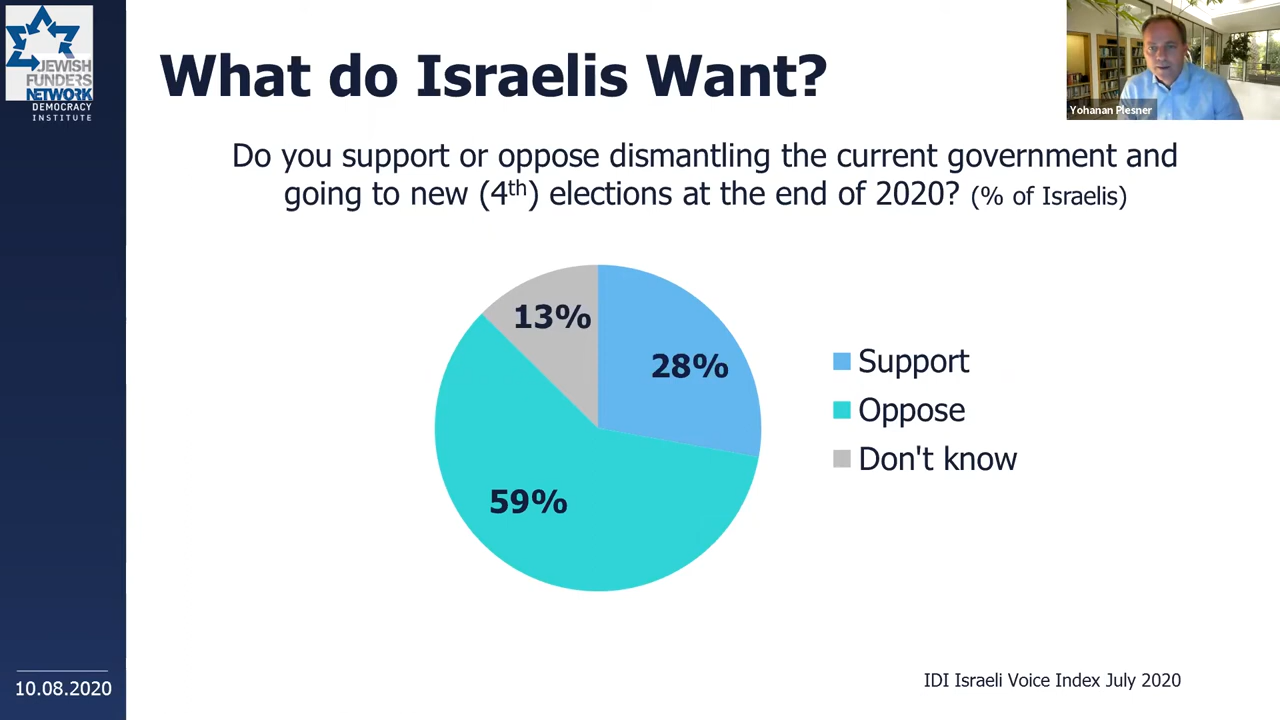 JEWISH
FUNDERS
NETWORK
DEMOCRACY
INSTITUTE
What do Israelis Want?
Yohanan Plesner
Do you support or oppose dismantling the current government and
going to new (4th) elections at the end of 2020? (% of Israelis)
13%
28%
59%
Support
Oppose
Don't know
10.08.2020
IDI Israeli Voice Index July 2020